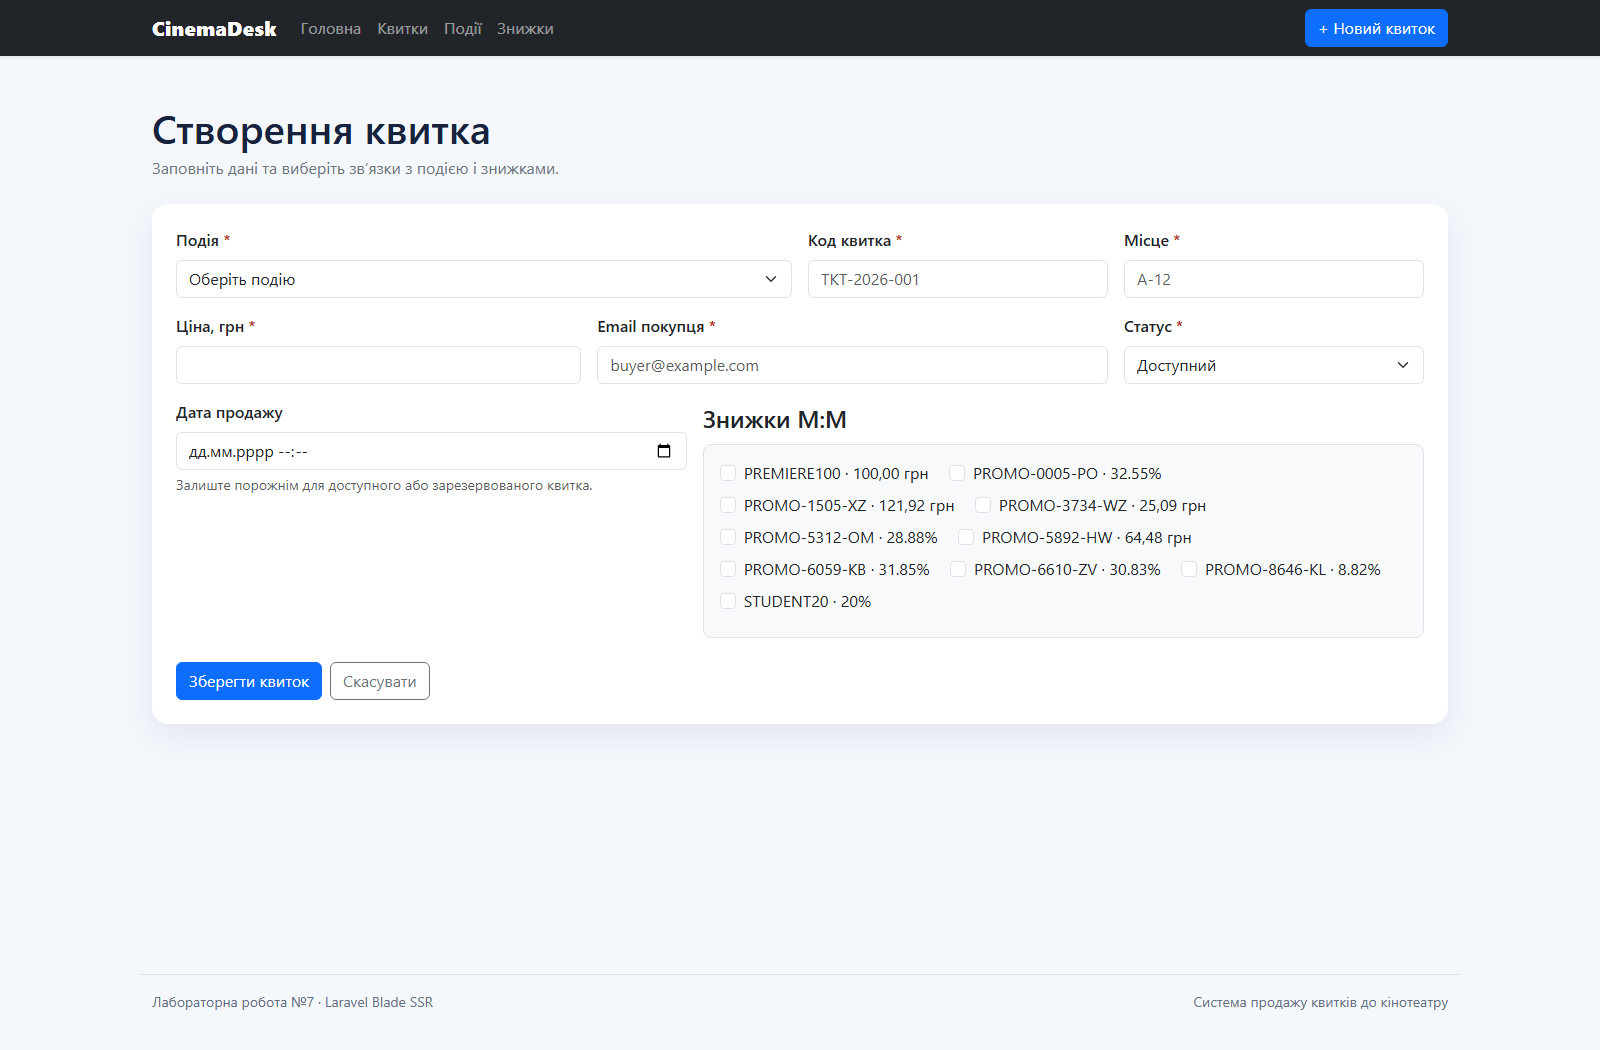 CinemaDesk Головна Квитки Події Знижки + Новий квиток
Створення квитка
Заповніть дані та виберіть зв’язки з подією і знижками.
Подія * Код квитка * Місце *
Оберіть подію TKT-2026-001 A-12
Ціна, грн * Email покупця * Статус *
buyer@example.com Доступний
Дата продажу
дд.мм.рррр --:--
Залиште порожнім для доступного або зарезервованого квитка.
Знижки M:M
PREMIERE100 · 100,00 грн PROMO-0005-PO · 32.55%
PROMO-1505-XZ · 121,92 грн PROMO-3734-WZ · 25,09 грн
PROMO-5312-OM · 28.88% PROMO-5892-HW · 64,48 грн
PROMO-6059-KB · 31.85% PROMO-6610-ZV · 30.83% PROMO-8646-KL · 8.82%
STUDENT20 · 20%
Зберегти квиток Скасувати
Лабораторна робота №7 · Laravel Blade SSR Система продажу квитків до кінотеатру